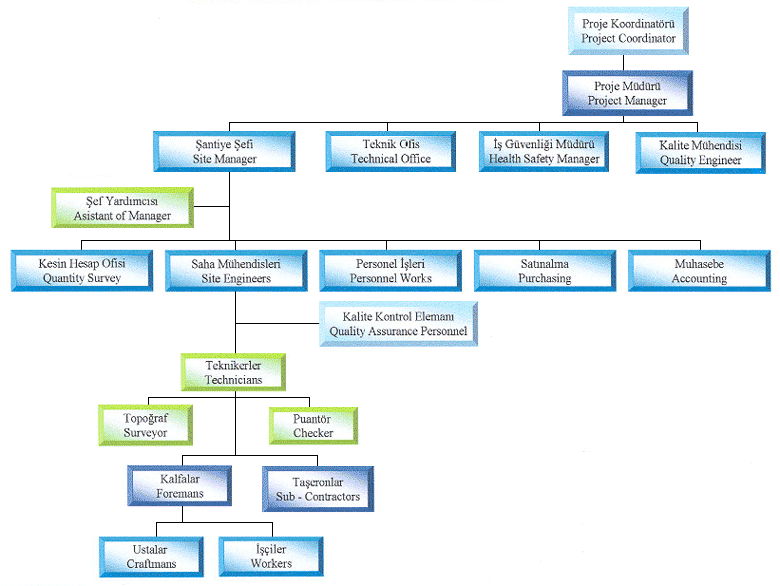 Proje Koordinatörü
Project Coordinator
Proje Müdürü
Project Manager
Şantiye Şefi
Site Manager
Teknik Ofis
Technical Office
İş Güvenliği Müdürü
Health Safety Manager
Kalite Mühendisi
Quality Engineer
Şef Yardımcısı
Asistant of Manager
Kesin Hesap Ofisi
Quantity Survey
Saha Mühendisleri
Site Engineers
Personel İşleri
Personnel Works
Satınalma
Purchasing
Muhasebe
Accounting
Kalite Kontrol Elemanı
Quality Assurance Personnel
Teknikerler
Technicians
Topoğraf
Surveyor
Puantör
Checker
Kalfalar
Foremans
Taşeronlar
Sub - Contractors
Ustalar
Craftmans
İşçiler
Workers